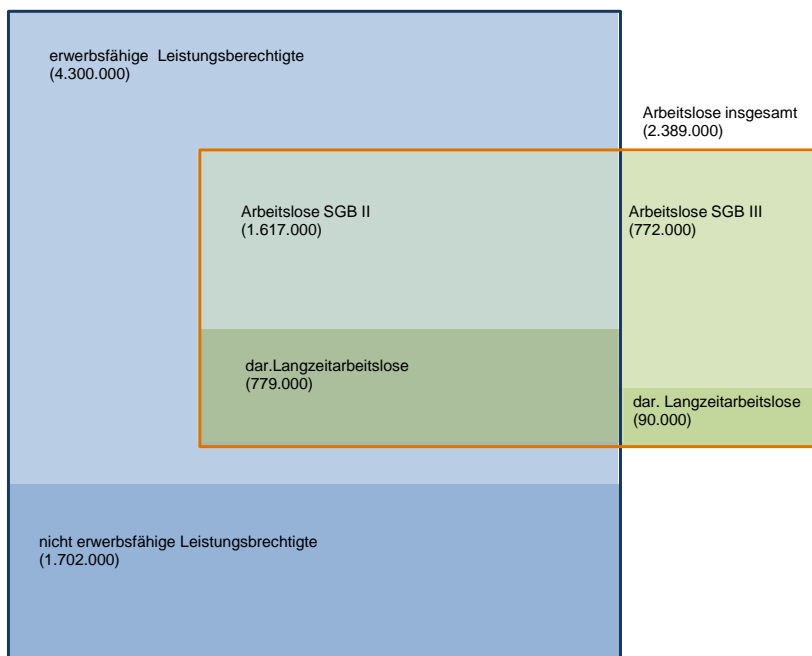 erwerbsfähige Leistungsberechtigte
(4.300.000)
Arbeitslose insgesamt
(2.389.000)
Arbeitslose SGB II
(1.617.000)
Arbeitslose SGB III
(772.000)
dar.Langzeitarbeitslose
(779.000)
dar. Langzeitarbeitslose
(90.000)
nicht erwerbsfähige Leistungsbrechtigte
(1.702.000)